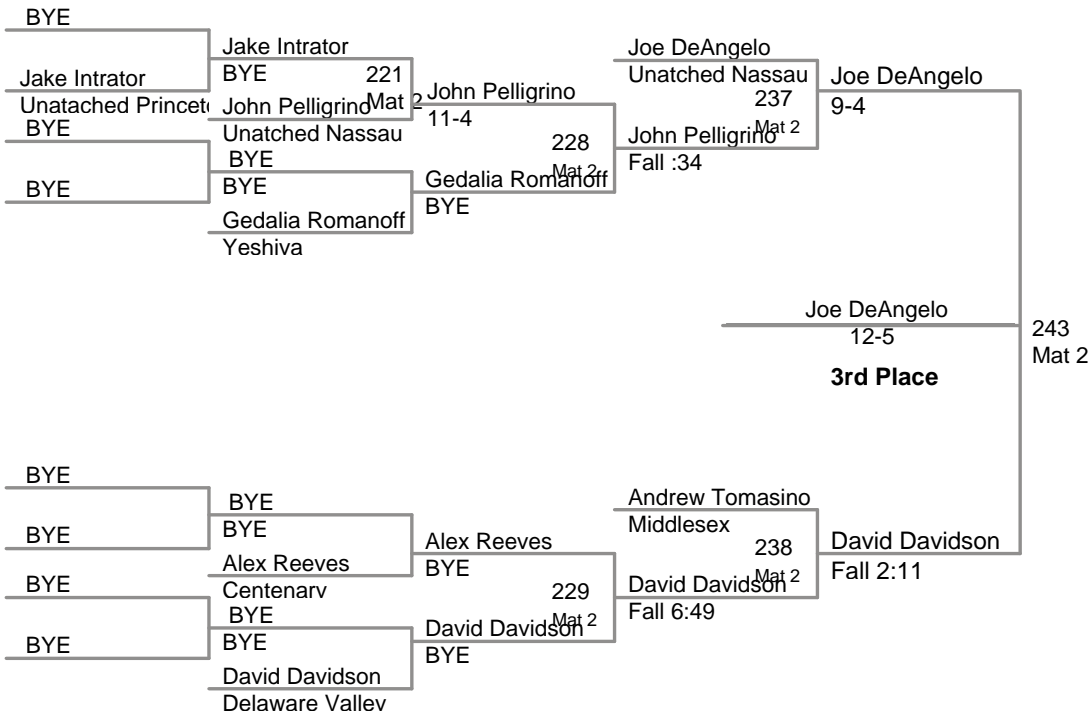 BYE
Jake Intrator
Unatached Princet
BYE
BYE
Jake Intrator
BYE
221
Mat 2
John Pelligrino
Unatched Nassau
BYE
BYE
Gedalia Romanoff
Yeshiva
John Pelligrino
11-4
228
Mat 2
Gedalia Romanoff
BYE
Joe DeAngelo
Unatched Nassau
237
Mat 2
John Pelligrino
Fall :34
Joe DeAngelo
9-4
Joe DeAngelo
12-5
3rd Place
243
Mat 2
BYE
BYE
BYE
BYE
BYE
BYE
Alex Reeves
Centenary
BYE
BYE
David Davidson
Delaware Valley
Alex Reeves
BYE
229
Mat 2
David Davidson
BYE
Andrew Tomasino
Middlesex
238
Mat 2
David Davidson
Fall 6:49
David Davidson
Fall 2:11